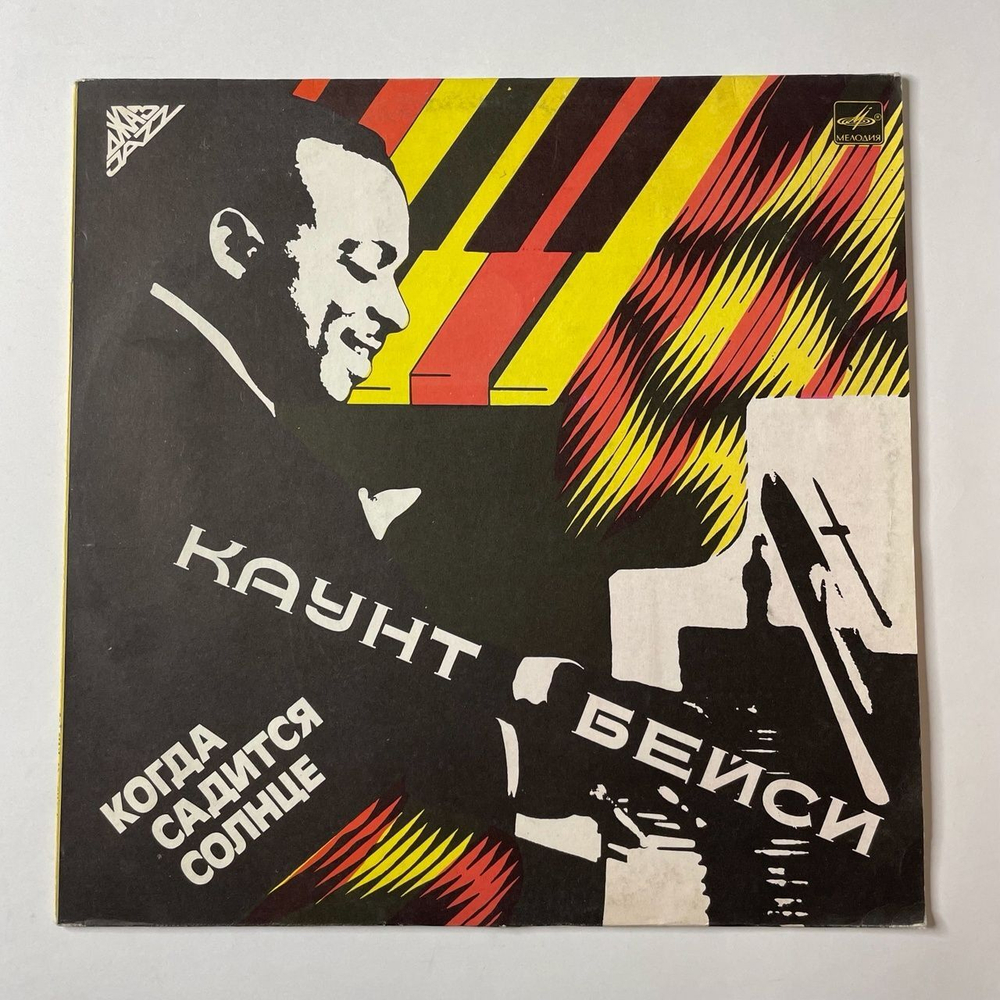 ДЖАЗ
JAZZ
МЕЛОДИЯ
КАУНТ
БЕЙСИ
КОГДА
САДИТСЯ
СОЛНЦЕ